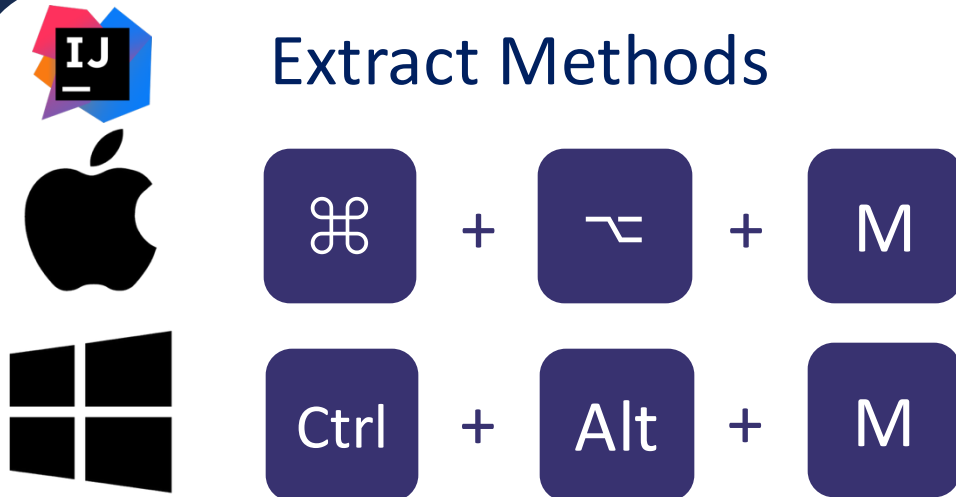 IJ
Extract Methods
⌘ + ⌥ + M
Ctrl + Alt + M